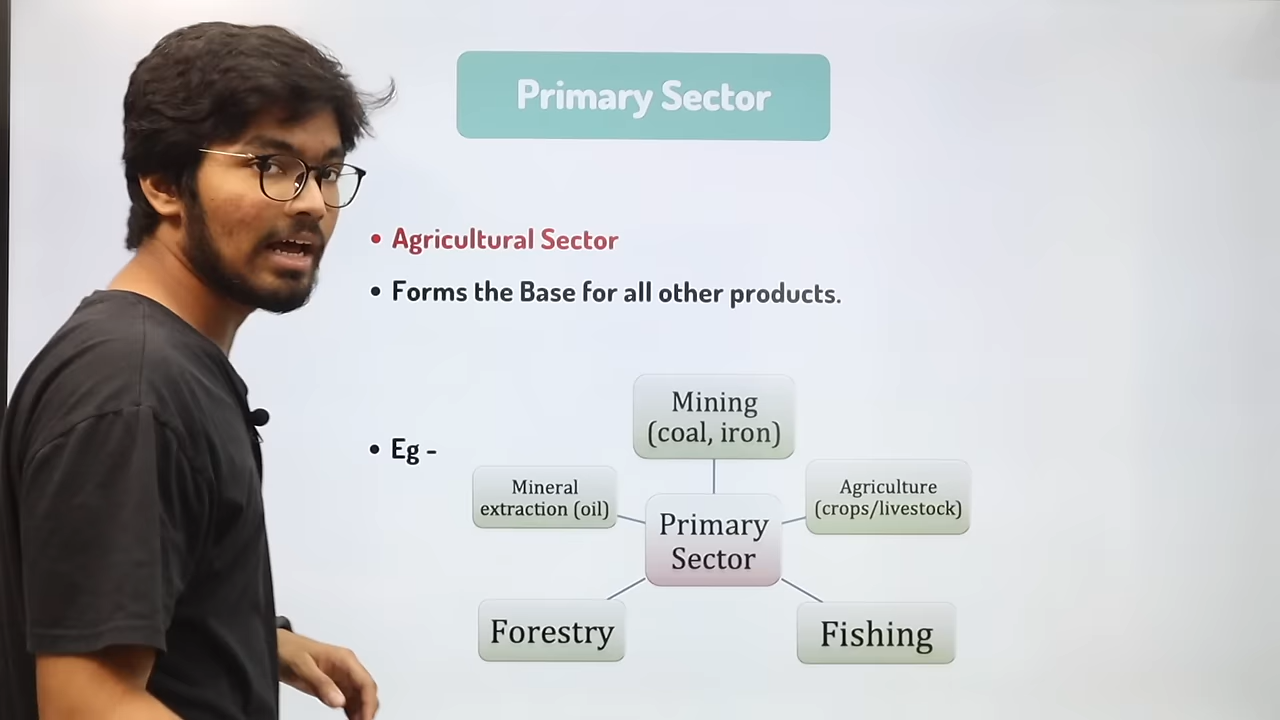 Primary Sector
• Agricultural Sector
• Forms the Base for all other products.
• Eg -
Mining
(coal, iron)
Mineral
extraction (oil)
Agriculture
(crops/livestock)
Primary
Sector
Forestry
Fishing